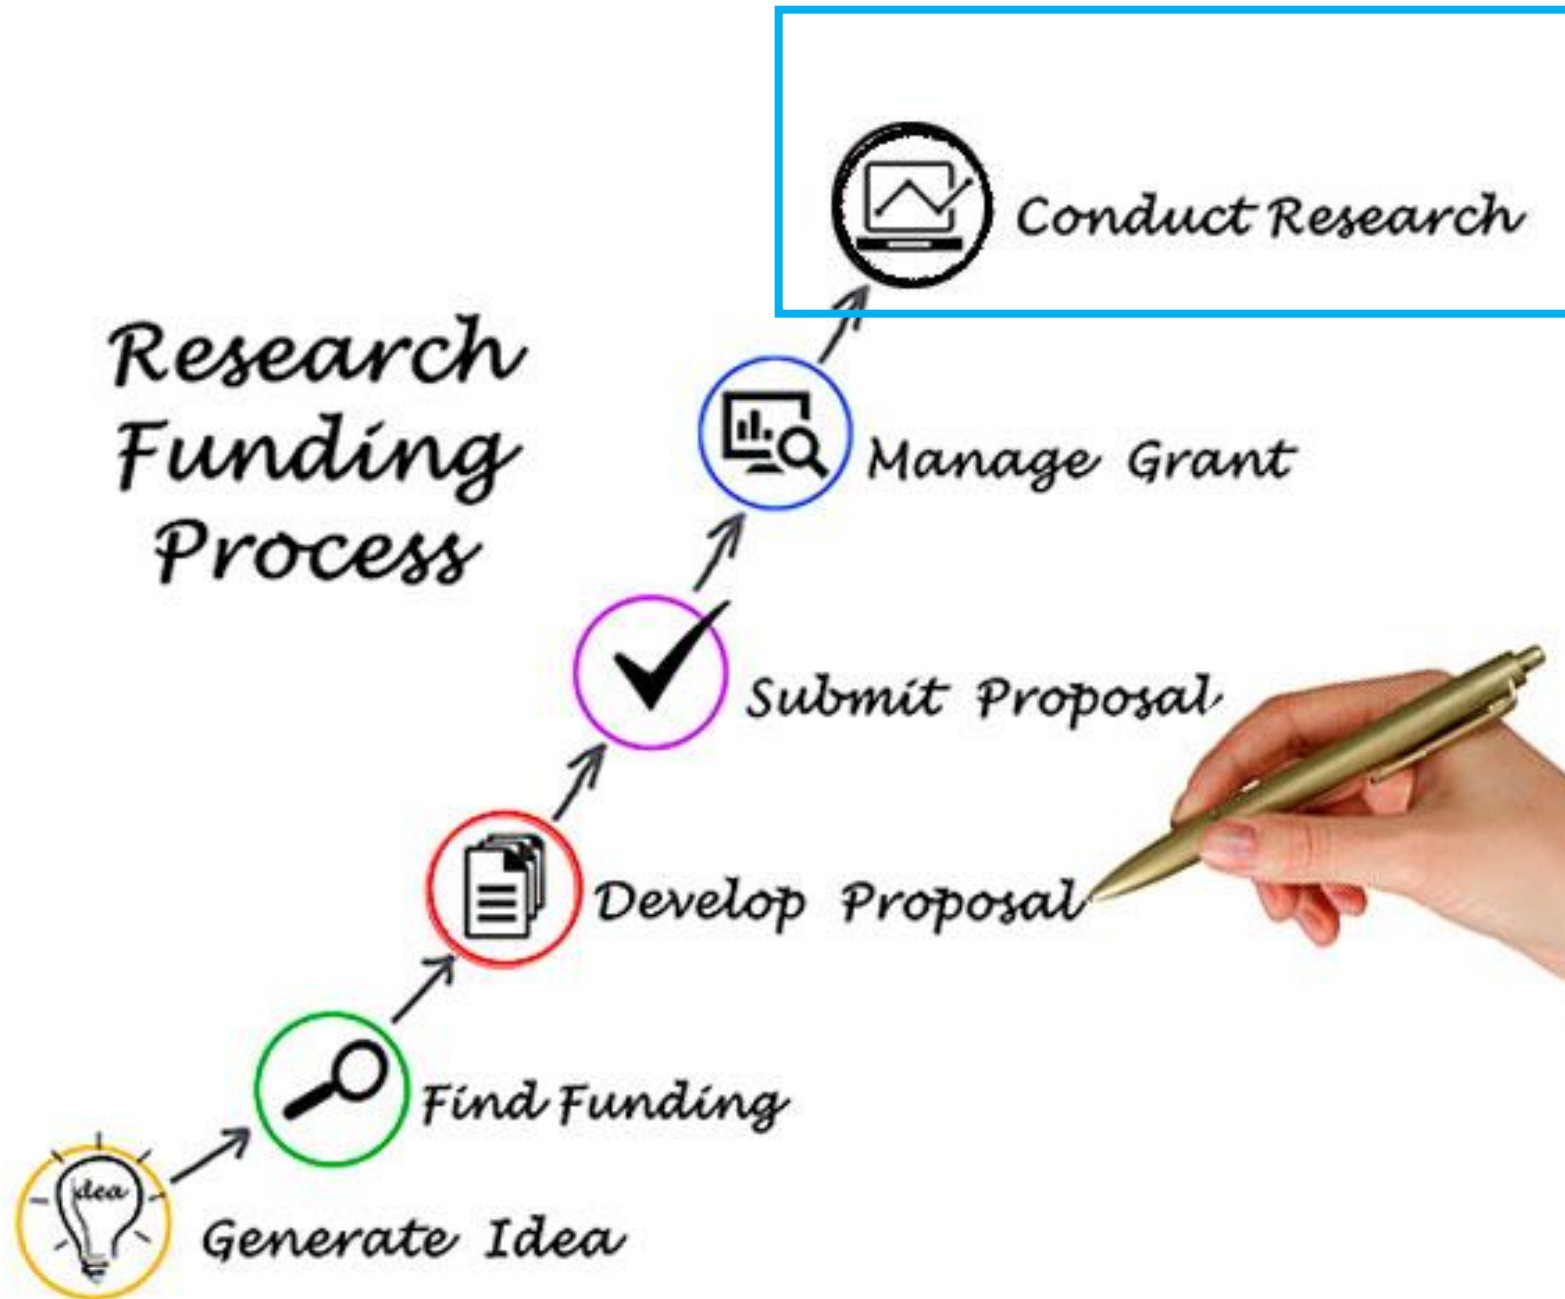 Conduct Research
Research
Funding
Process
Manage Grant
Submit Proposal
Develop Proposal
Find Funding
idea
Generate Idea